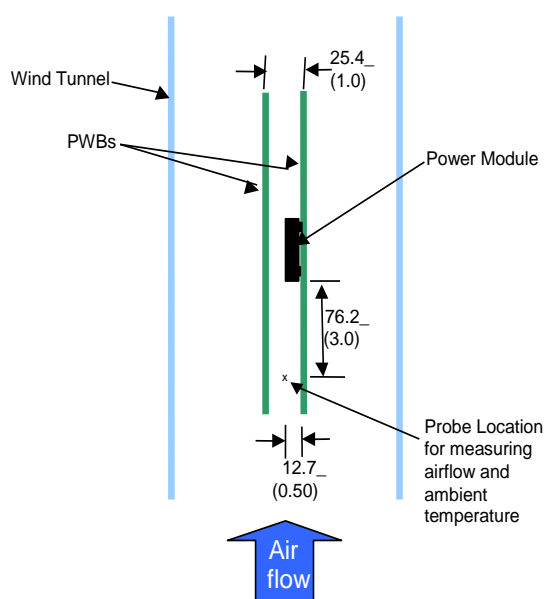 25.4_
(1.0)
Wind Tunnel
PWBs
Power Module
76.2_
(3.0)
x
Probe Location
for measuring
airflow and
ambient
temperature
12.7_
(0.50)
Air
flow